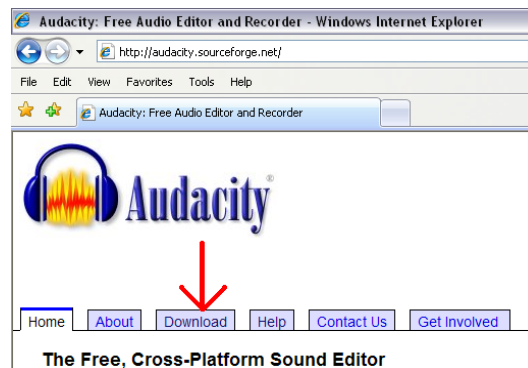 Audacity: Free Audio Editor and Recorder - Windows Internet Explorer
http://audacity.sourceforge.net/
File Edit View Favorites Tools Help
Audacity: Free Audio Editor and Recorder
Audacity®
Home About Download Help Contact Us Get Involved
The Free, Cross-Platform Sound Editor